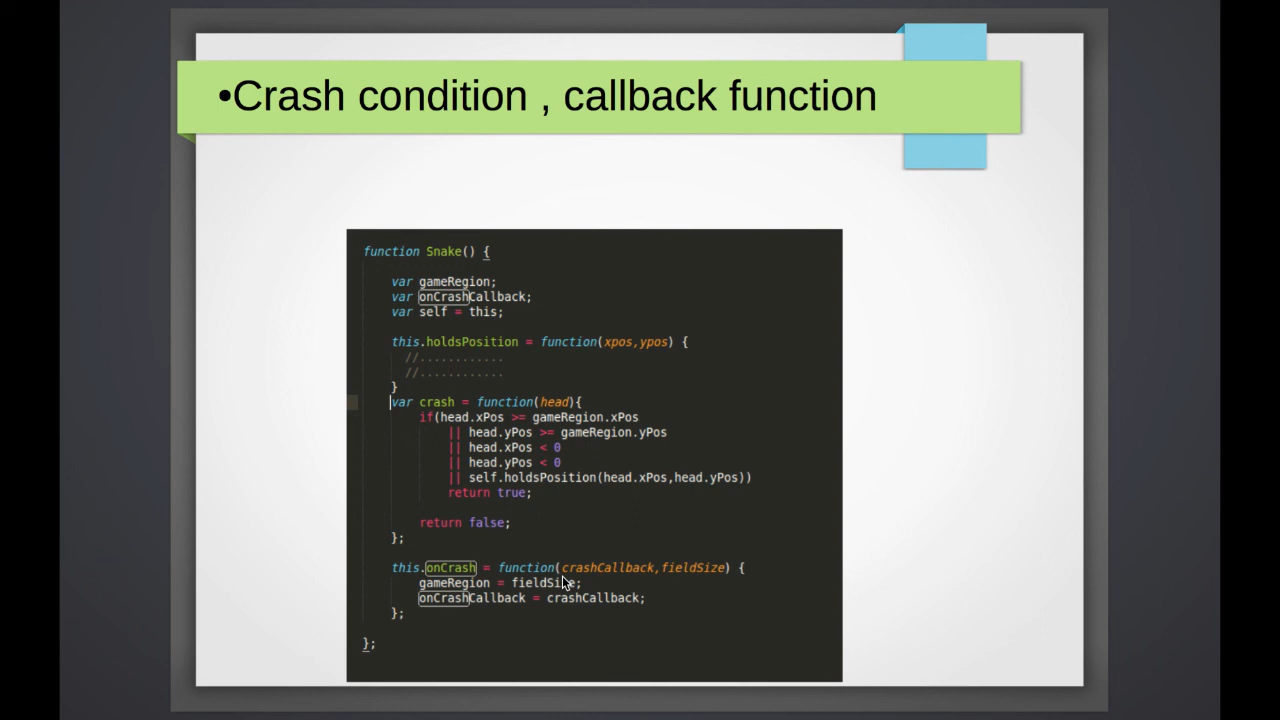 •Crash condition , callback function
function Snake() {
var gameRegion;
var onCrashCallback;
var self = this;
this.holdsPosition = function(xpos,ypos) {
//............
//............
}
var crash = function(head){
if(head.xPos >= gameRegion.xPos
|| head.yPos >= gameRegion.yPos
|| head.xPos < 0
|| head.yPos < 0
|| self.holdsPosition(head.xPos,head.yPos))
return true;
return false;
};
this.onCrash = function(crashCallback,fieldSize) {
gameRegion = fieldSize;
onCrashCallback = crashCallback;
};
};